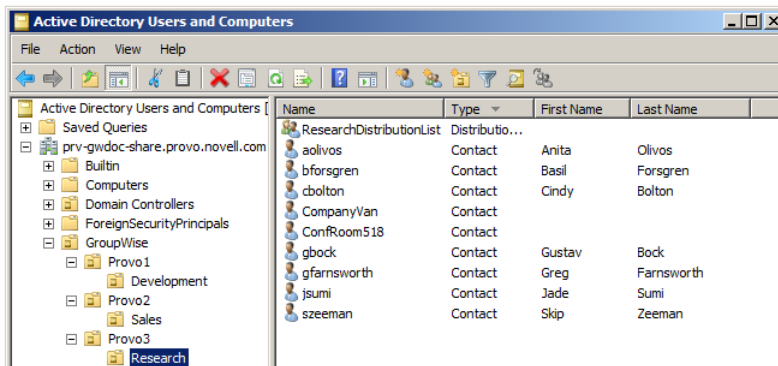 Active Directory Users and Computers
File Action View Help
Active Directory Users and Computers [
Saved Queries
prv-gwdoc-share.provo.novell.com
Builtin
Computers
Domain Controllers
ForeignSecurityPrincipals
GroupWise
Provo1
Development
Provo2
Sales
Provo3
Research
Name Type First Name Last Name
ResearchDistributionList Distributio...
aolivos Contact Anita Olivos
bforsgren Contact Basil Forsgren
cbolton Contact Cindy Bolton
CompanyVan Contact
ConfRoom518 Contact
gbock Contact Gustav Bock
gfarnsworth Contact Greg Farnsworth
jsumi Contact Jade Sumi
szeeman Contact Skip Zeeman